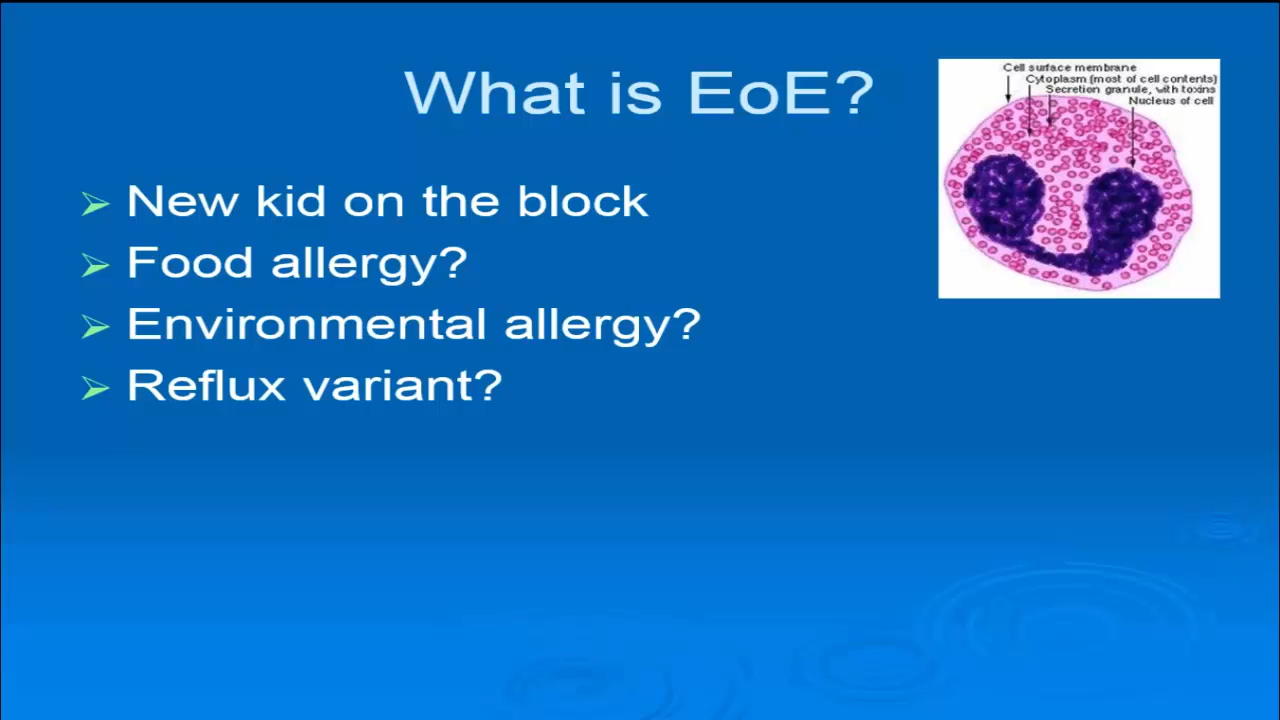 What is EoE?
Cell surface membrane
Cytoplasm (most of cell contents)
Secretion granule, with toxins
Nucleus of cell
New kid on the block
Food allergy?
Environmental allergy?
Reflux variant?